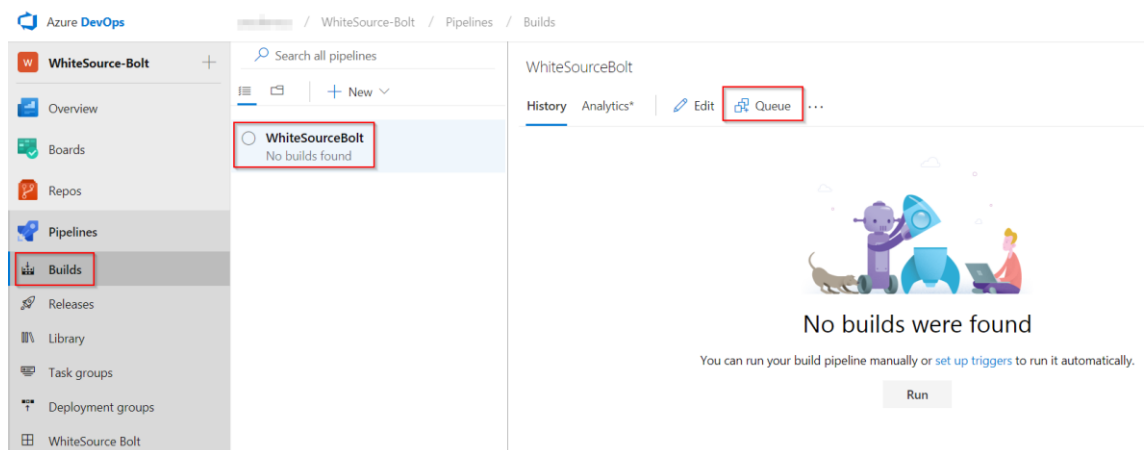 Azure DevOps
/ WhiteSource-Bolt / Pipelines / Builds
W WhiteSource-Bolt
Overview
Boards
Repos
Pipelines
Builds
Releases
Library
Task groups
Deployment groups
WhiteSource Bolt
Search all pipelines
New
WhiteSourceBolt
No builds found
WhiteSourceBolt
History Analytics* Edit Queue ...
No builds were found
You can run your build pipeline manually or set up triggers to run it automatically.
Run